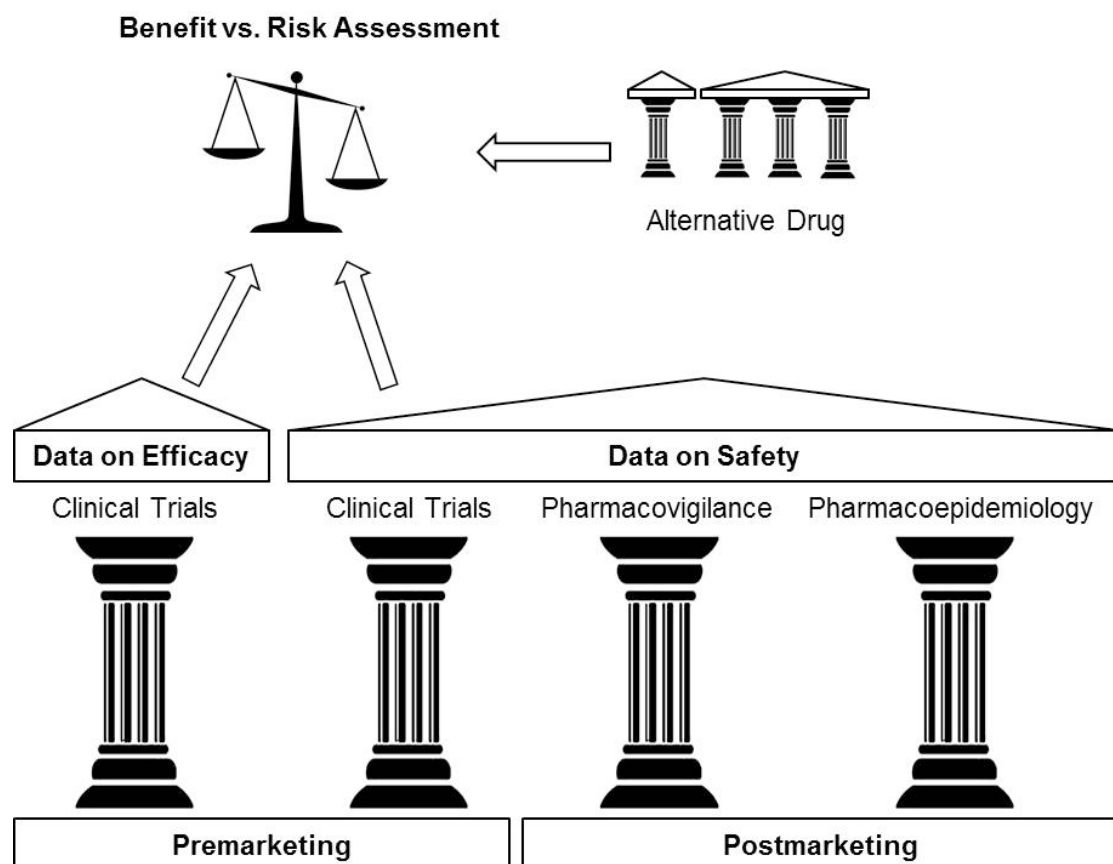 Benefit vs. Risk Assessment
Alternative Drug
Data on Efficacy
Data on Safety
Clinical Trials
Clinical Trials
Pharmacovigilance
Pharmacoepidemiology
Premarketing
Postmarketing